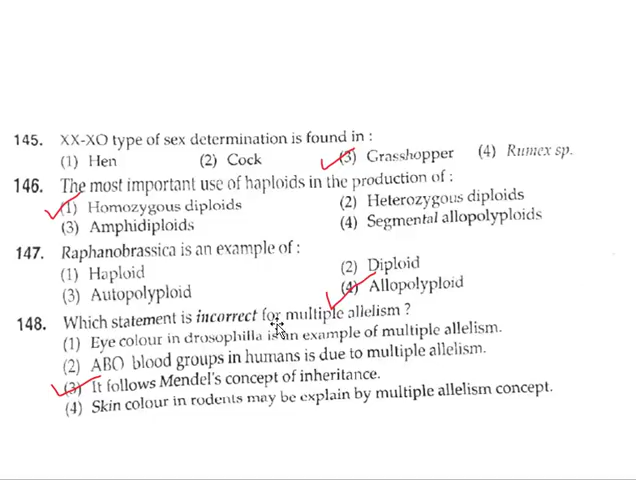 145. XX-XO type of sex determination is found in :
(1) Hen (2) Cock (3) Grasshopper (4) Rumex sp.
146. The most important use of haploids in the production of :
(1) Homozygous diploids (2) Heterozygous diploids
(3) Amphidiploids (4) Segmental allopolyploids
147. Raphanobrassica is an example of :
(1) Haploid (2) Diploid
(3) Autopolyploid (4) Allopolyploid
148. Which statement is incorrect for multiple allelism ?
(1) Eye colour in drosophilla is an example of multiple allelism.
(2) ABO blood groups in humans is due to multiple allelism.
(3) It follows Mendel's concept of inheritance.
(4) Skin colour in rodents may be explain by multiple allelism concept.